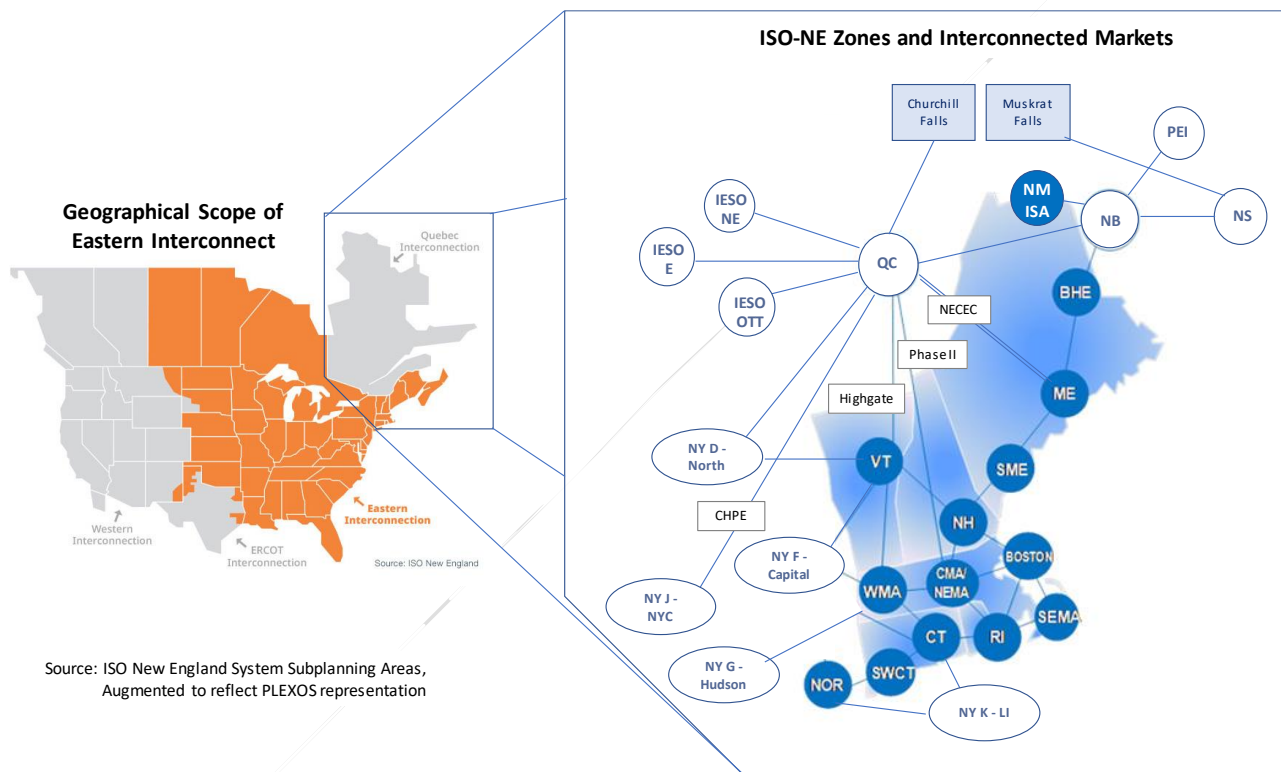 ISO-NE Zones and Interconnected Markets
Geographical Scope of
Eastern Interconnect
Quebec
Interconnection
Western
Interconnection
ERCOT
Interconnection
Eastern
Interconnection
Source: ISO New England
Source: ISO New England System Subplanning Areas,
Augmented to reflect PLEXOS representation
Churchill
Falls
Muskrat
Falls
PEI
NM
ISA
NB
NS
IESO
NE
IESO
E
IESO
OTT
QC
BHE
NECEC
Phase II
Highgate
ME
NY D -
North
VT
SME
CHPE
NH
NY F -
Capital
BOSTON
WMA
CMA/
NEMA
NY J -
NYC
SEMA
CT
RI
NY G -
Hudson
SWCT
NOR
NY K - LI